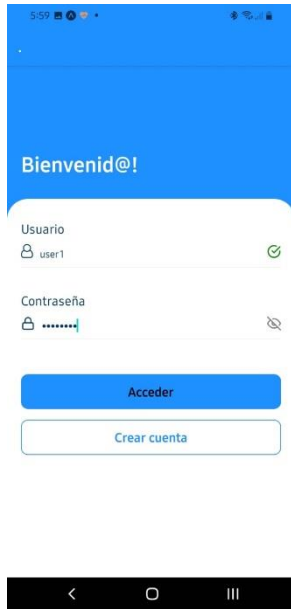 5:59
Bienvenid@!
Usuario
user1
Contraseña
••••••••
Acceder
Crear cuenta